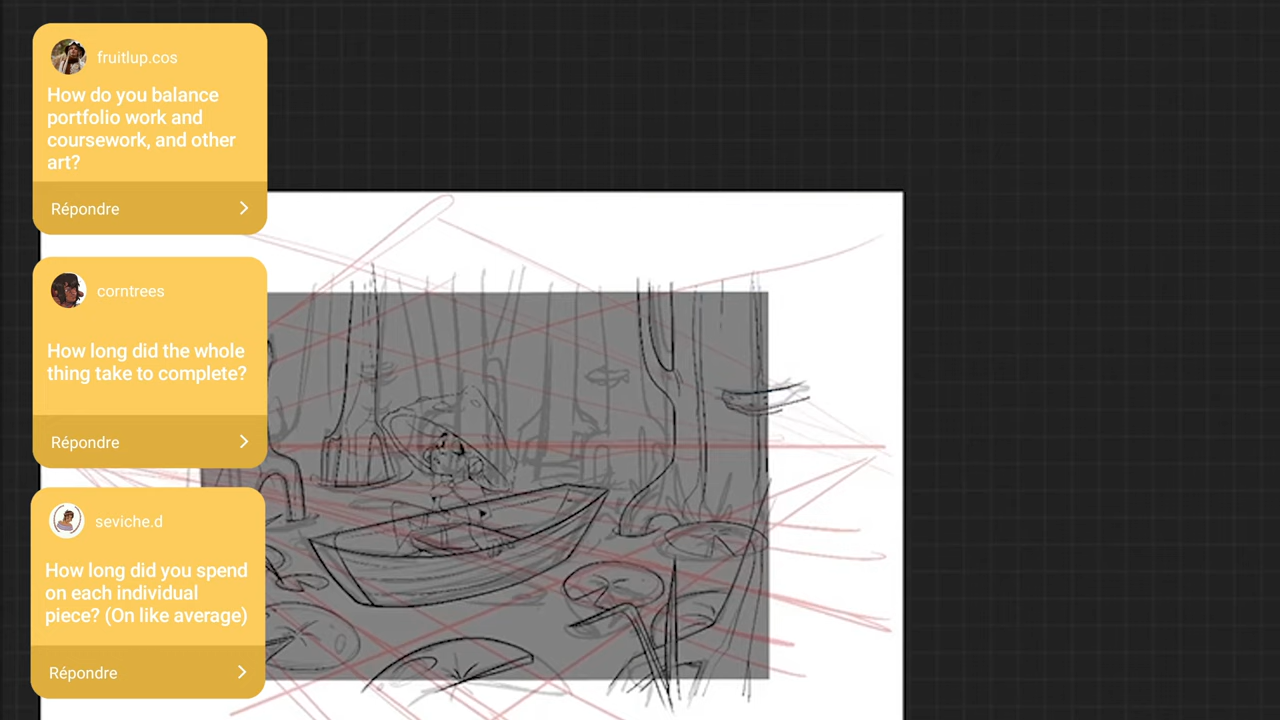 fruitlup.cos
How do you balance
portfolio work and
coursework, and other
art?
Répondre
corntrees
How long did the whole
thing take to complete?
Répondre
seviche.d
How long did you spend
on each individual
piece? (On like average)
Répondre